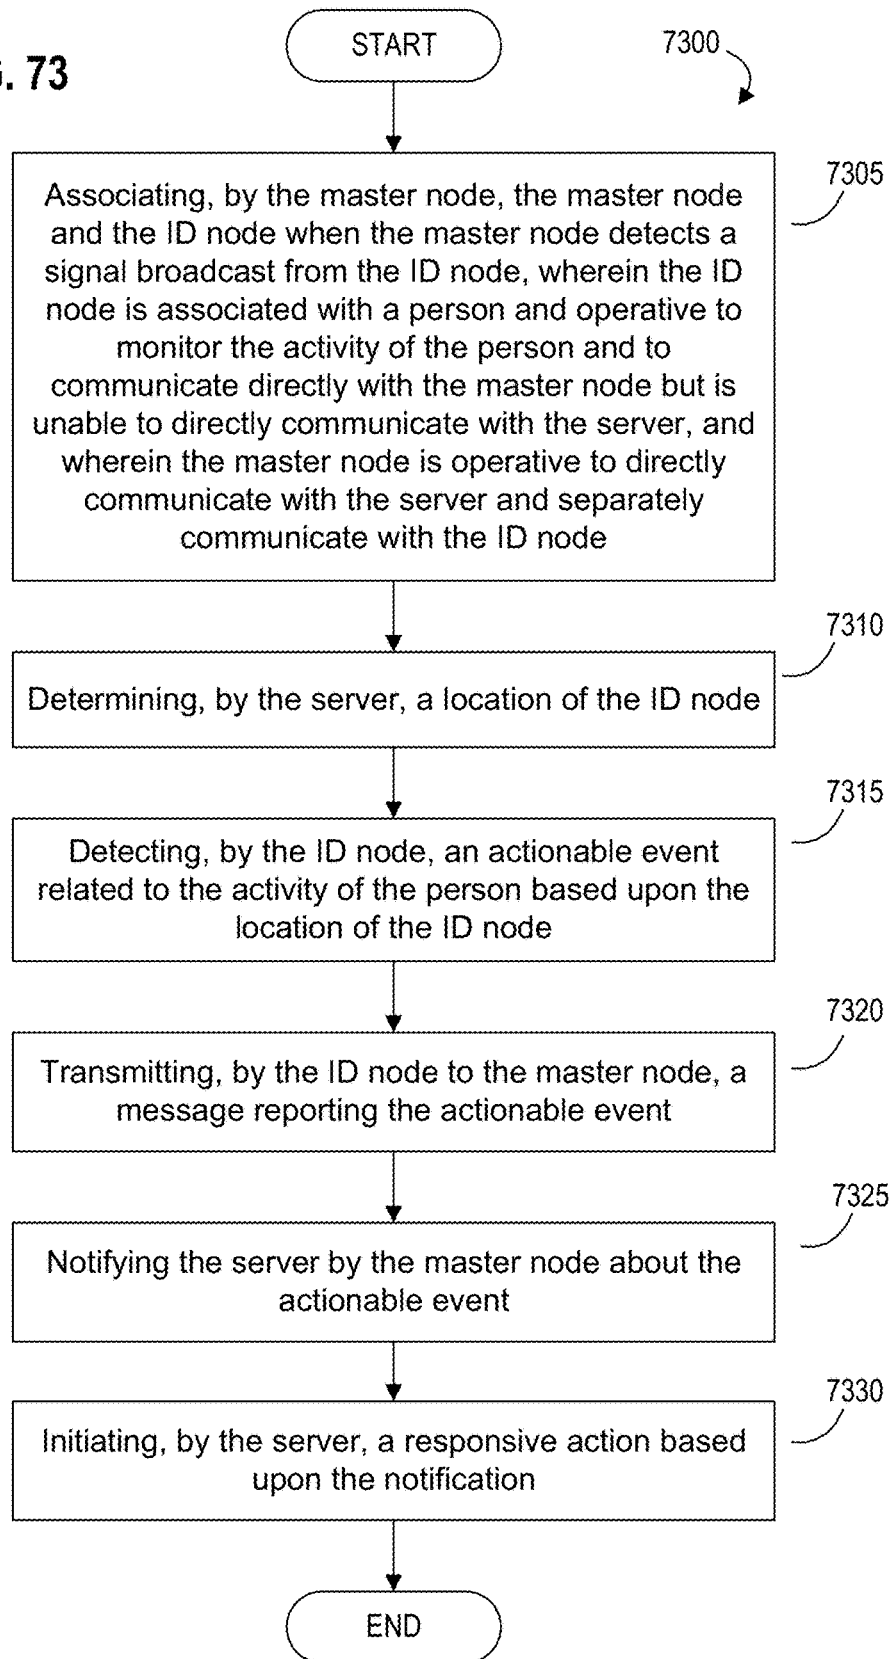 START
7300
. 73
7305
Associating, by the master node, the master node
and the ID node when the master node detects a
signal broadcast from the ID node, wherein the ID
node is associated with a person and operative to
monitor the activity of the person and to
communicate directly with the master node but is
unable to directly communicate with the server, and
wherein the master node is operative to directly
communicate with the server and separately
communicate with the ID node
7310
Determining, by the server, a location of the ID node
7315
Detecting, by the ID node, an actionable event
related to the activity of the person based upon the
location of the ID node
7320
Transmitting, by the ID node to the master node, a
message reporting the actionable event
7325
Notifying the server by the master node about the
actionable event
7330
Initiating, by the server, a responsive action based
upon the notification
END